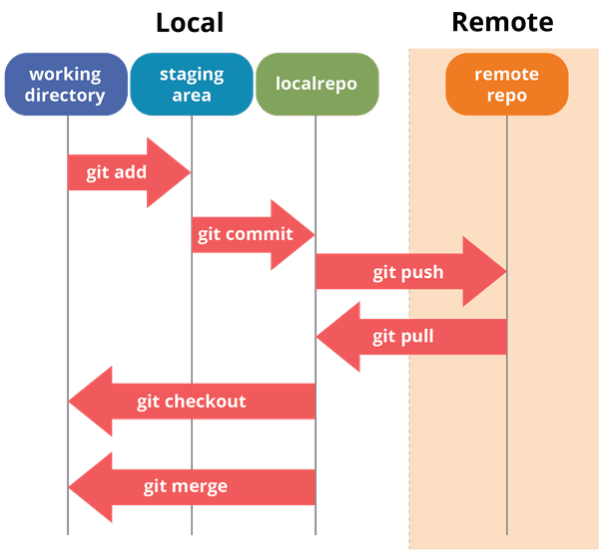 Local
Remote
working
directory
staging
area
localrepo
remote
repo
git add
git commit
git push
git pull
git checkout
git merge